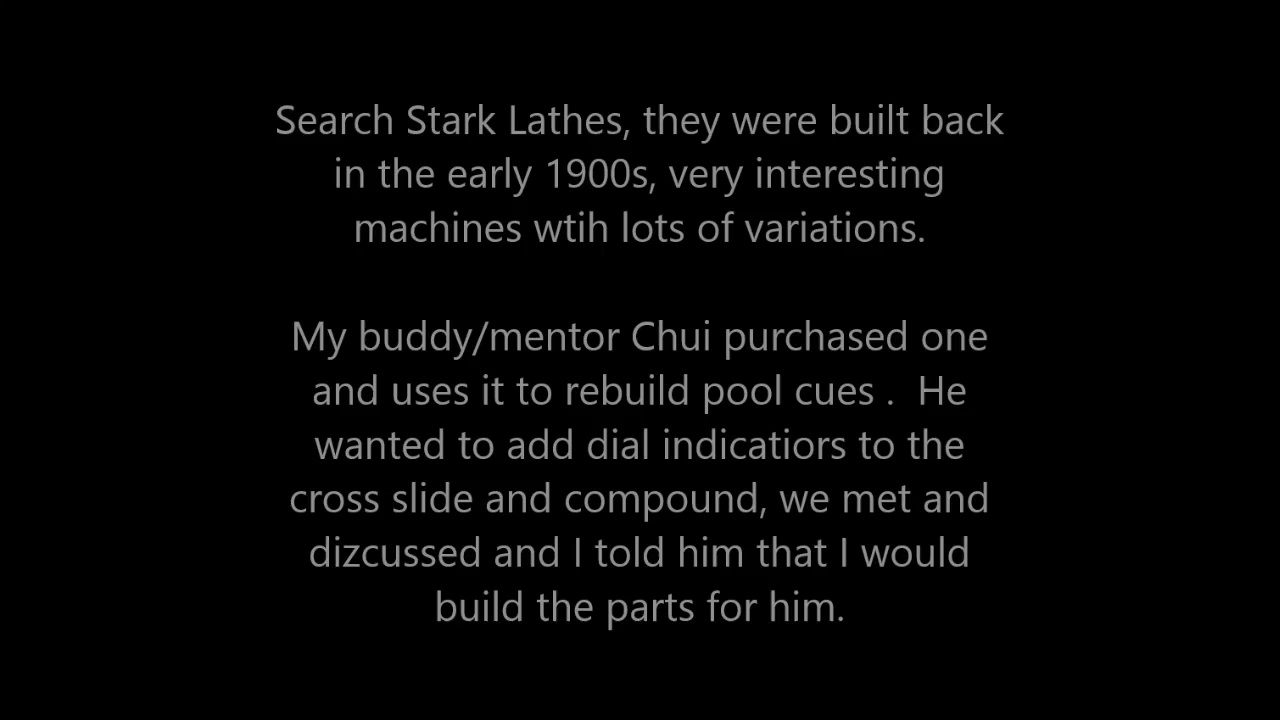 Search Stark Lathes, they were built back
in the early 1900s, very interesting
machines wtih lots of variations.
My buddy/mentor Chui purchased one
and uses it to rebuild pool cues .  He
wanted to add dial indicatiors to the
cross slide and compound, we met and
dizcussed and I told him that I would
build the parts for him.